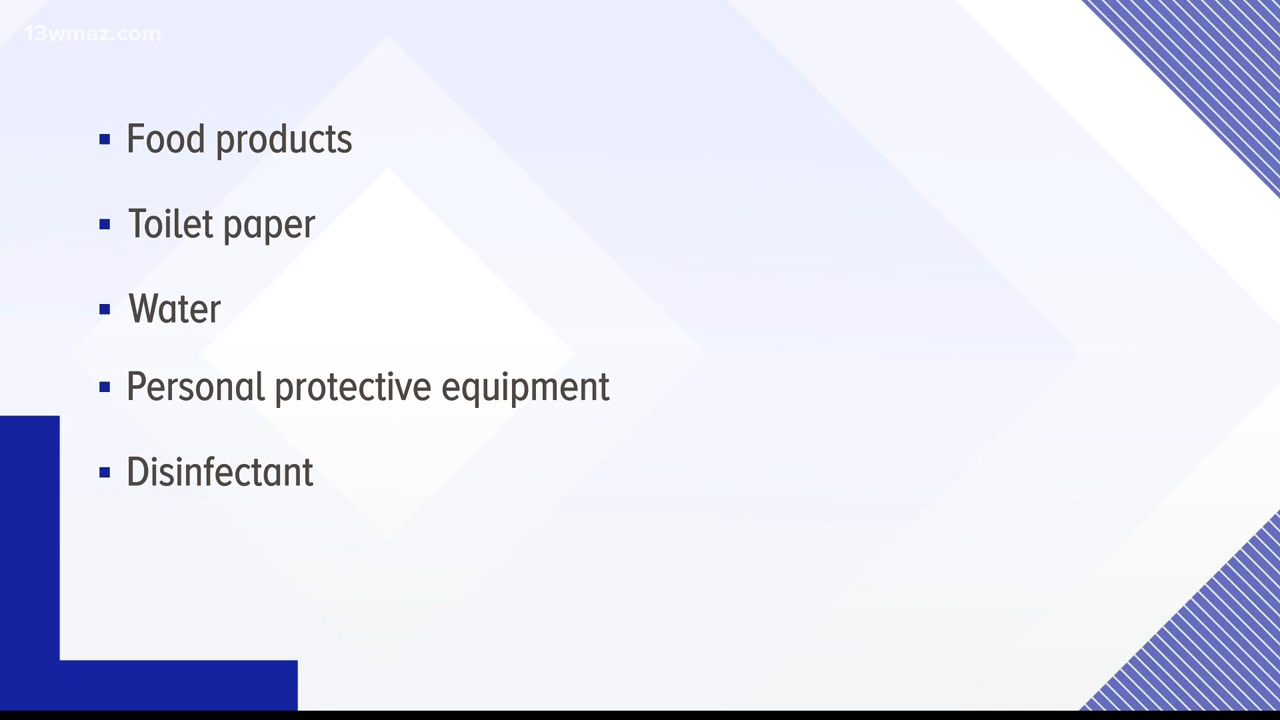 13wmaz.com
Food products
Toilet paper
Water
Personal protective equipment
Disinfectant